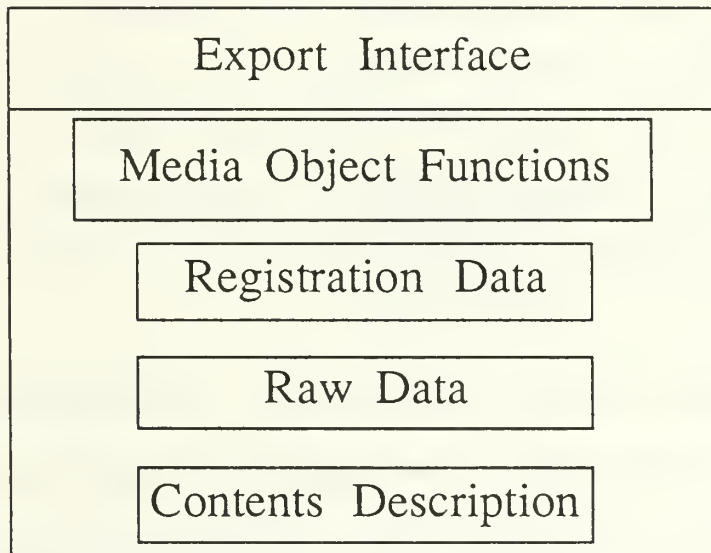 Export Interface
Media Object Functions
Registration Data
Raw Data
Contents Description